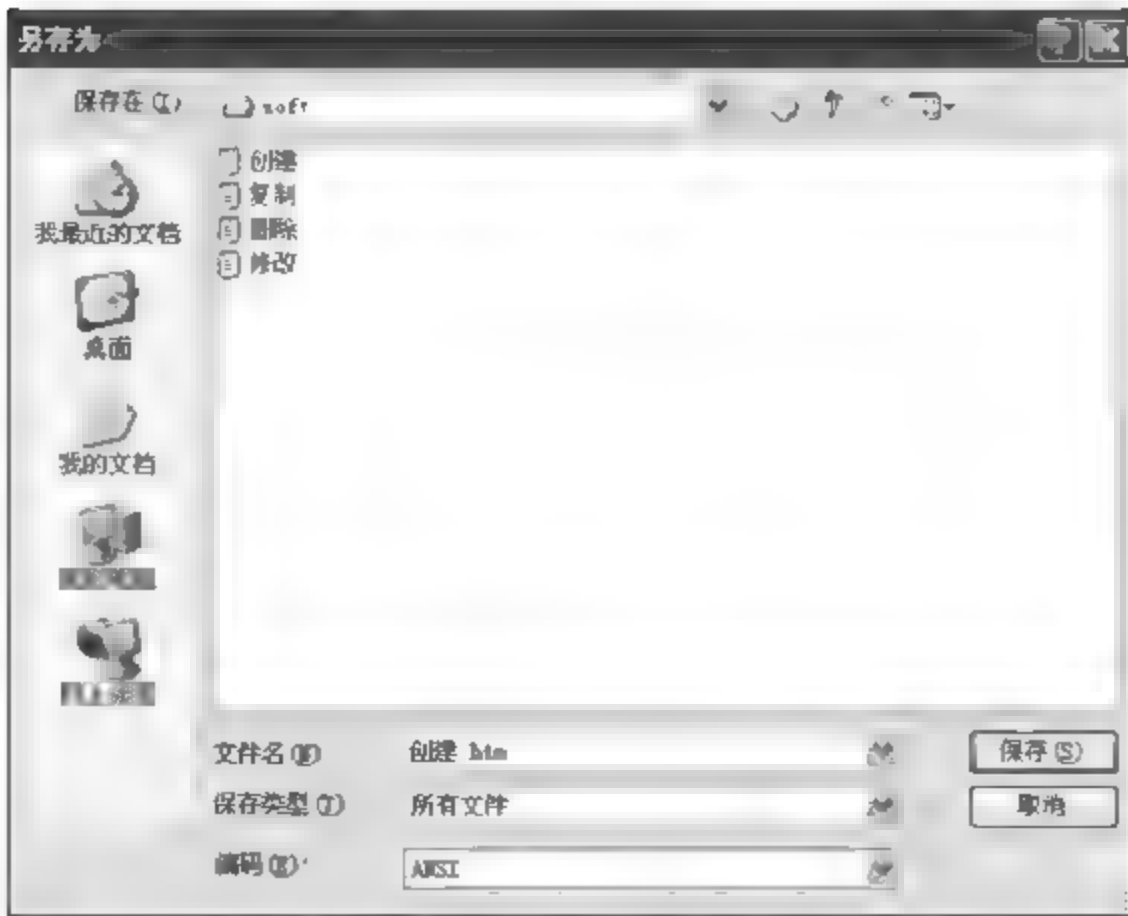 另存为
保存在(I)
soft
创建
复制
删除
修改
我最近的文档
桌面
我的文档
文件名(N)
创建.htm
保存(S)
保存类型(T)
所有文件
取消
编码(E):
ANSI